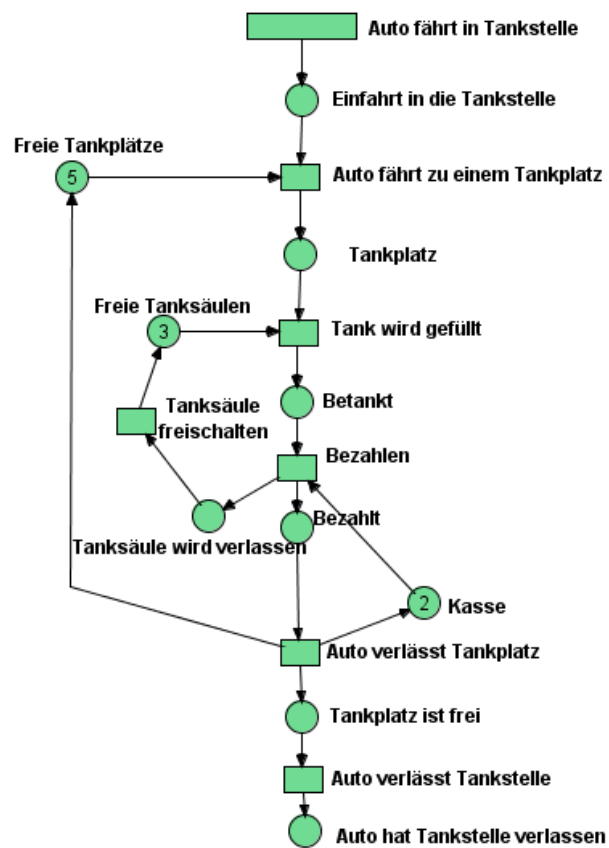 Auto fährt in Tankstelle
Einfahrt in die Tankstelle
Freie Tankplätze
5
Auto fährt zu einem Tankplatz
Tankplatz
Freie Tanksäulen
3
Tank wird gefüllt
Betankt
Tanksäule
freischalten
Bezahlen
Bezahlt
Tanksäule wird verlassen
2
Kasse
Auto verlässt Tankplatz
Tankplatz ist frei
Auto verlässt Tankstelle
Auto hat Tankstelle verlassen